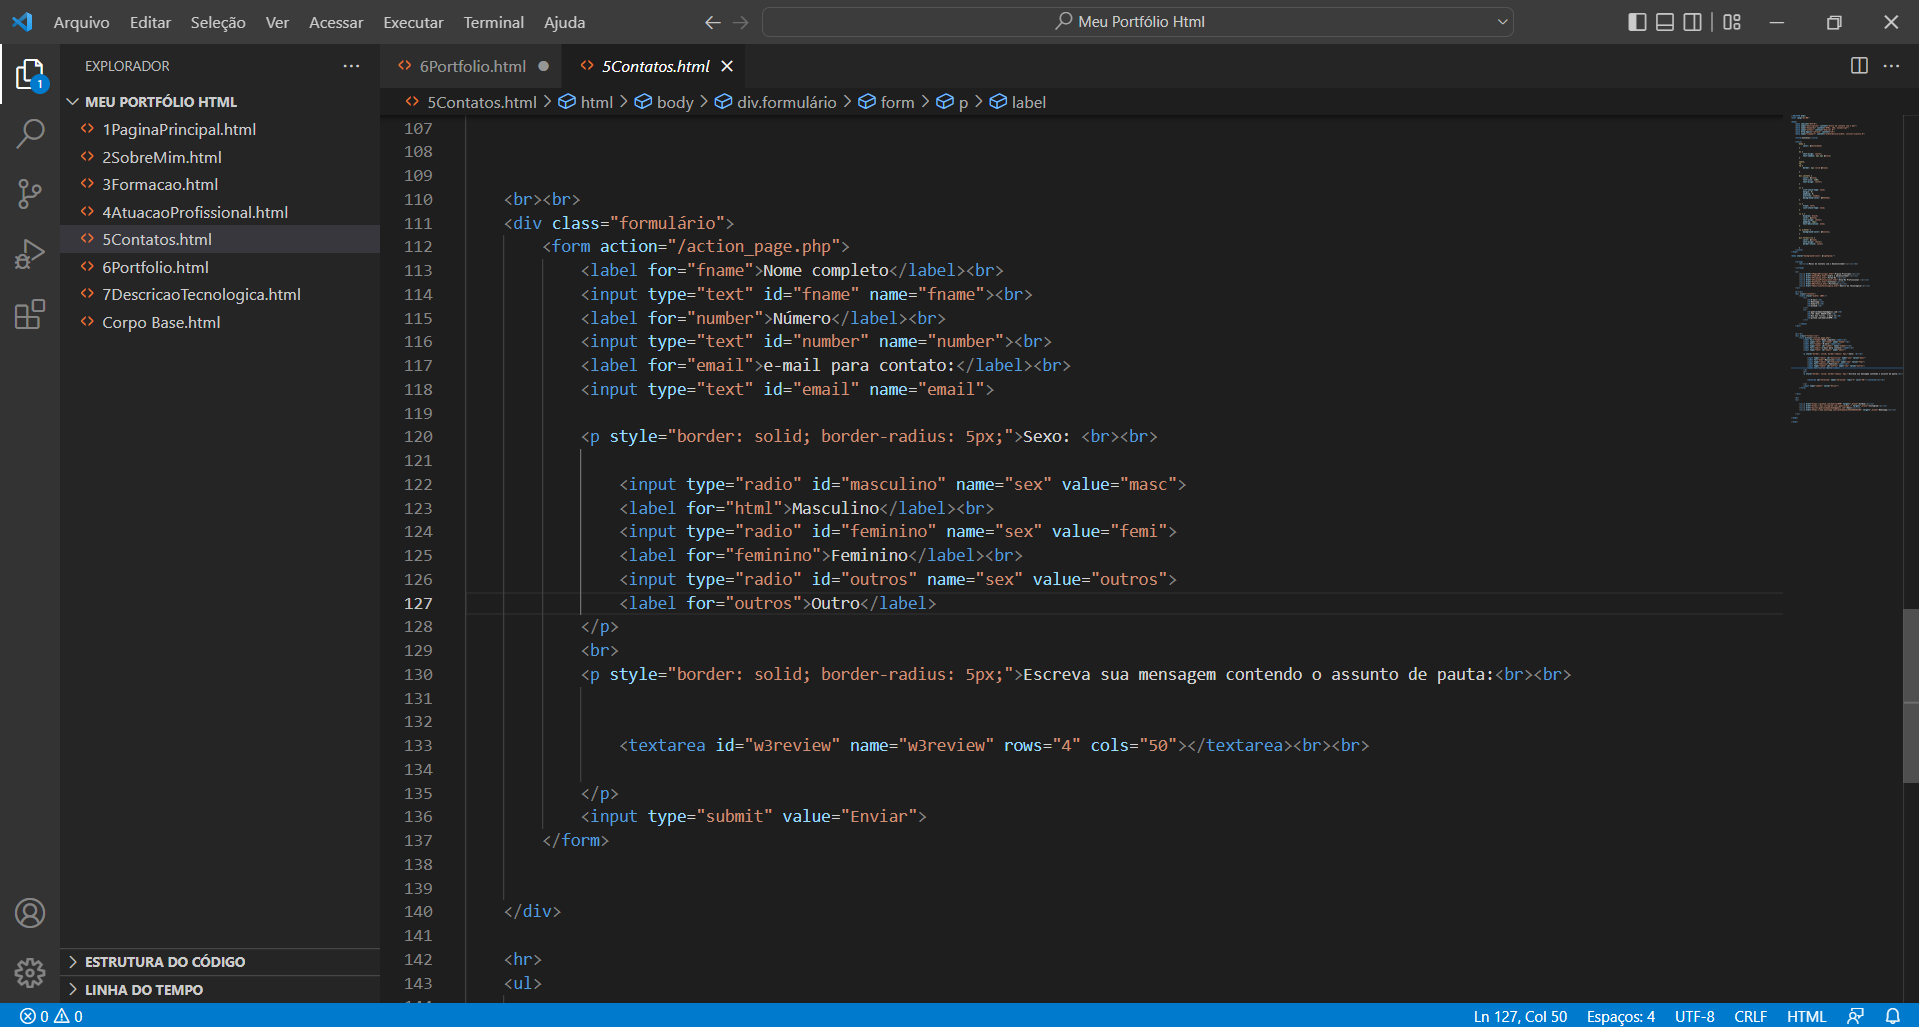 Arquivo Editar Seleção Ver Acessar Executar Terminal Ajuda Meu Portfólio Html
EXPLORADOR
6Portfolio.html 5Contatos.html
1
MEU PORTFÓLIO HTML
5Contatos.html html body div.formulário form p label
1PaginaPrincipal.html
2SobreMim.html
3Formacao.html
4AtuacaoProfissional.html
5Contatos.html
6Portfolio.html
7DescricaoTecnologica.html
Corpo Base.html
ESTRUTURA DO CÓDIGO
LINHA DO TEMPO
107
108
109
110 <br><br>
111 <div class="formulário">
112 <form action="/action_page.php">
113 <label for="fname">Nome completo</label><br>
114 <input type="text" id="fname" name="fname"><br>
115 <label for="number">Número</label><br>
116 <input type="text" id="number" name="number"><br>
117 <label for="email">e-mail para contato:</label><br>
118 <input type="text" id="email" name="email">
119
120 <p style="border: solid; border-radius: 5px;">Sexo: <br><br>
121
122 <input type="radio" id="masculino" name="sex" value="masc">
123 <label for="html">Masculino</label><br>
124 <input type="radio" id="feminino" name="sex" value="femi">
125 <label for="feminino">Feminino</label><br>
126 <input type="radio" id="outros" name="sex" value="outros">
127 <label for="outros">Outro</label>
128 </p>
129 <br>
130 <p style="border: solid; border-radius: 5px;">Escreva sua mensagem contendo o assunto de pauta:<br><br>
131
132
133 <textarea id="w3review" name="w3review" rows="4" cols="50"></textarea><br><br>
134
135 </p>
136 <input type="submit" value="Enviar">
137 </form>
138
139
140 </div>
141
142 <hr>
143 <ul>
0 0 Ln 127, Col 50 Espaços: 4 UTF-8 CRLF HTML